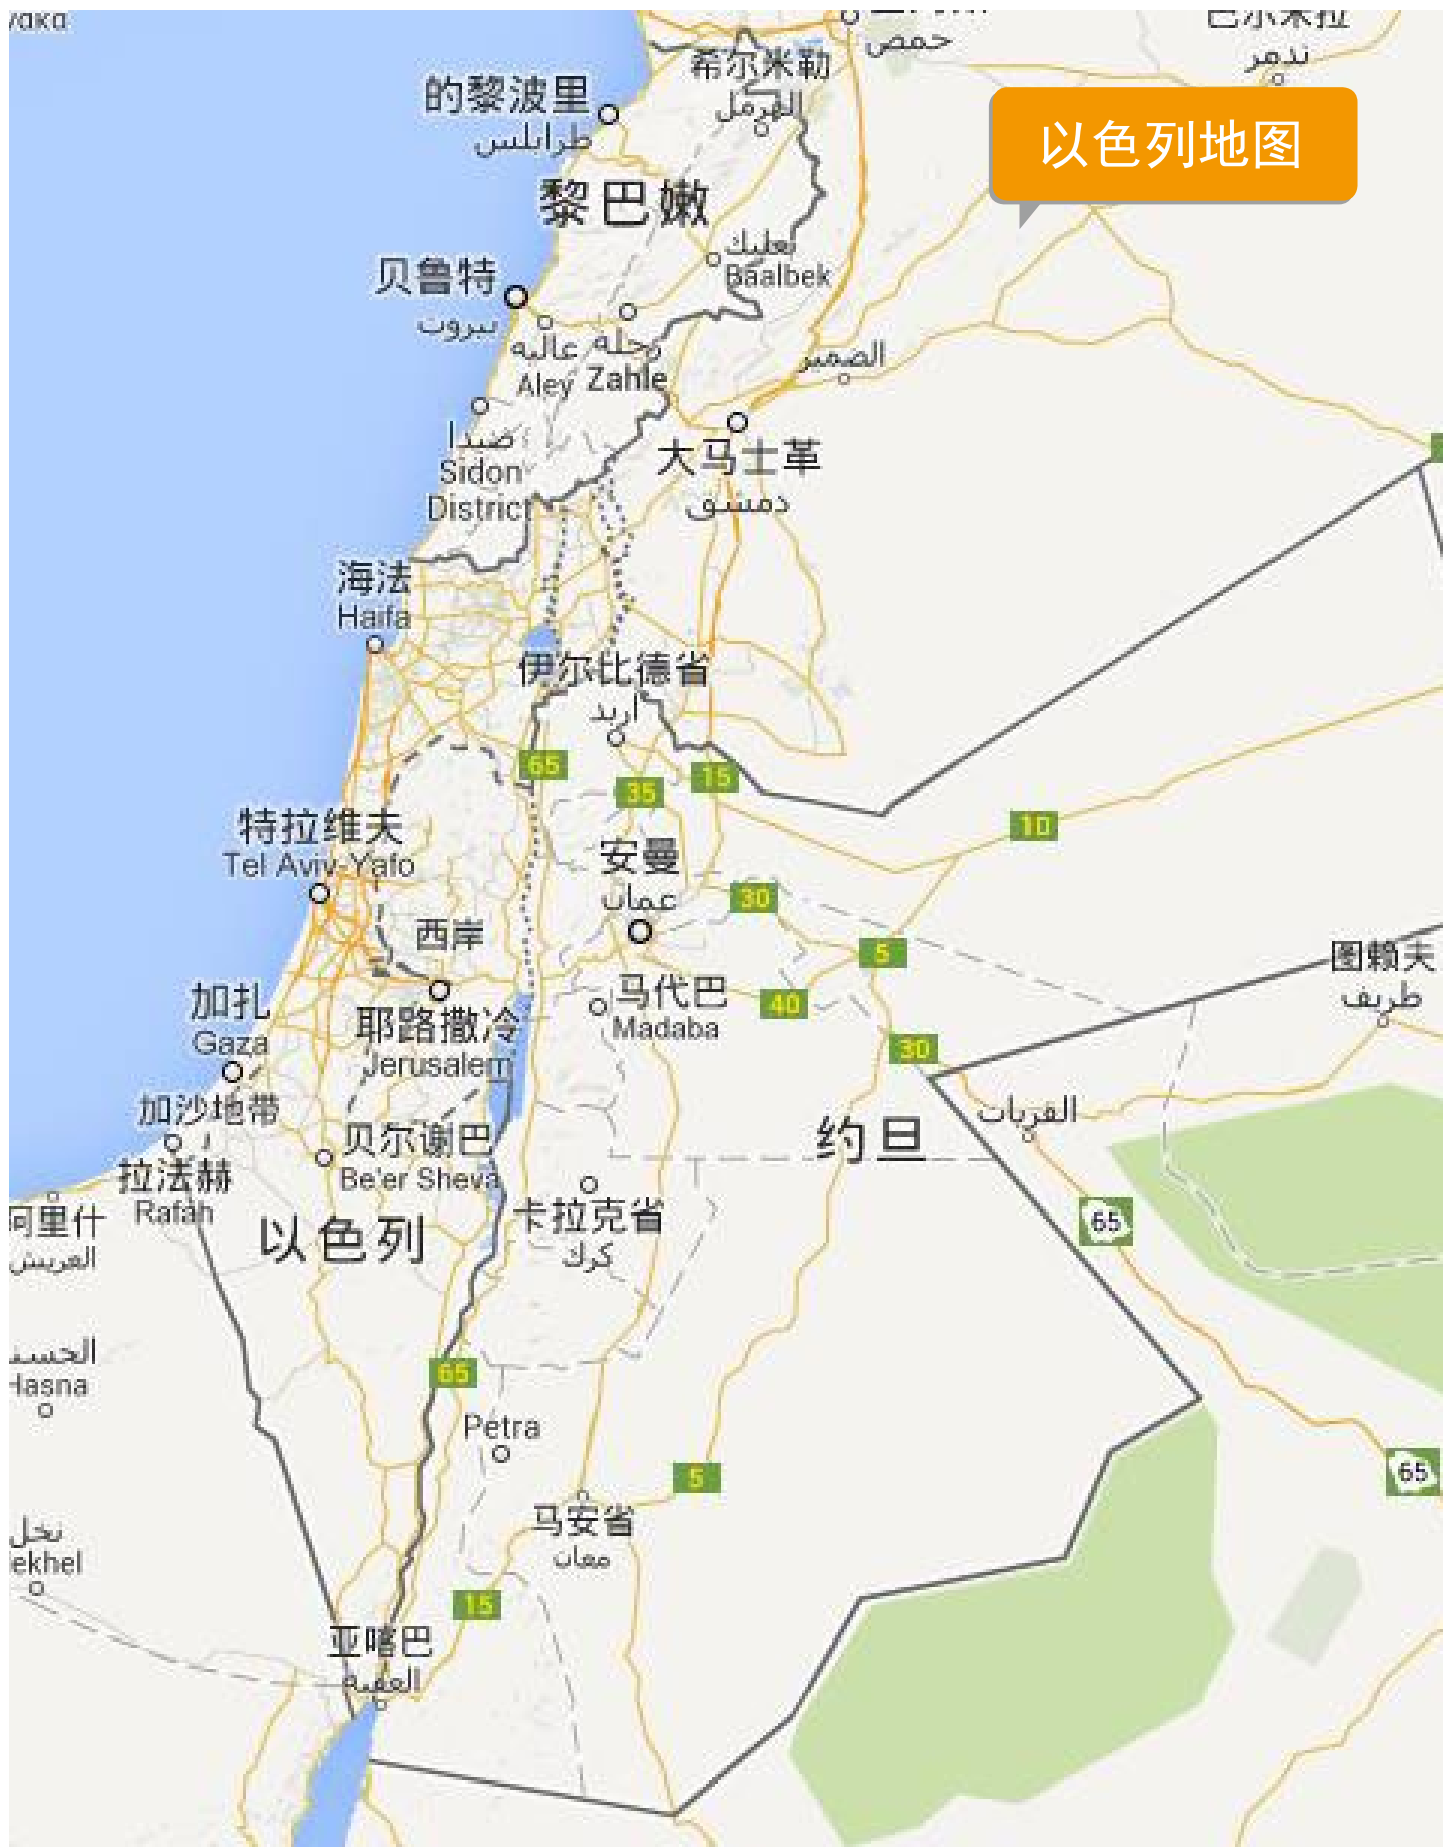 yaka
حمص
تدمر
希尔米勒
الهرمل
的黎波里
طرابلس
以色列地图
黎巴嫩
بعلبك
Baalbek
贝鲁特
بيروت
عاليه
Aley
زحلة
Zahle
الضمير
صيدا
Sidon
District
大马士革
دمشق
海法
Haifa
伊尔比德省
اربد
65
35
15
10
特拉维夫
Tel Aviv-Yafo
安曼
عمان
30
西岸
5
图赖夫
طريف
加扎
Gaza
耶路撒冷
Jerusalem
马代巴
Madaba
40
30
加沙地带
القريات
约旦
贝尔谢巴
Be'er Sheva
拉法赫
Rafah
阿里什
العريش
以色列
卡拉克省
كرك
65
الحسنة
Hasna
65
Petra
5
65
马安省
معان
نخل
ekhel
15
亚喀巴
العقبة